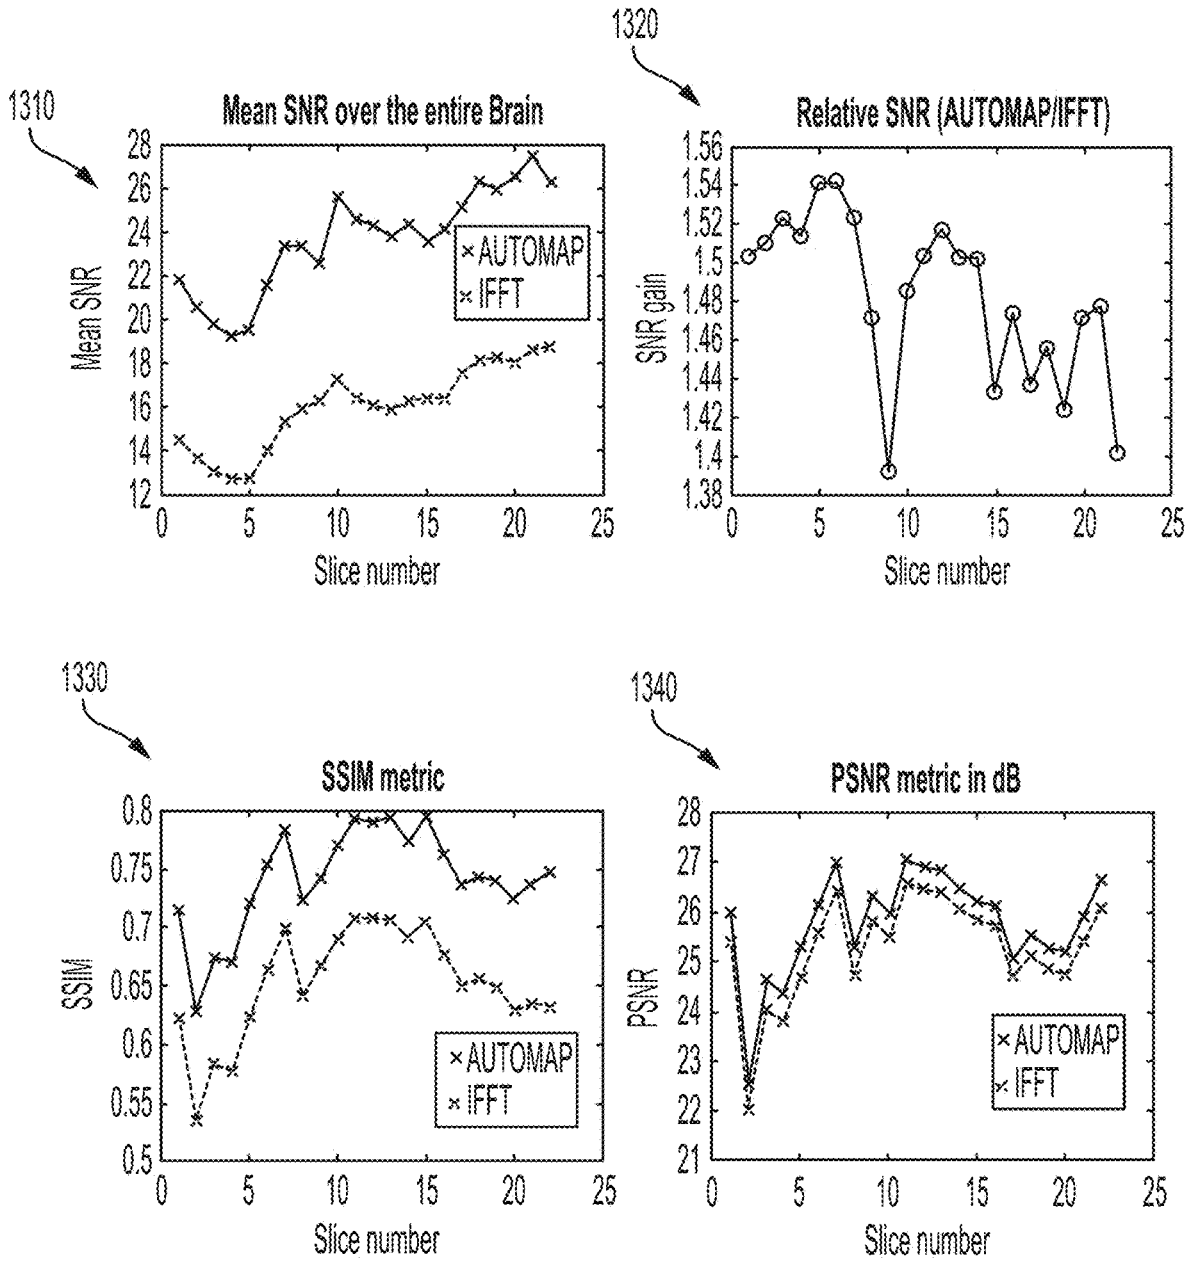 1310
Mean SNR over the entire Brain
28
26
24
22
20
18
16
14
12
Mean SNR
AUTOMAP
IFFT
0 5 10 15 20 25
Slice number
1320
Relative SNR (AUTOMAP/IFFT)
1.56
1.54
1.52
1.5
1.48
1.46
1.44
1.42
1.4
1.38
SNR gain
0 5 10 15 20 25
Slice number
1330
SSIM metric
0.8
0.75
0.7
0.65
0.6
0.55
0.5
SSIM
AUTOMAP
IFFT
0 5 10 15 20 25
Slice number
1340
PSNR metric in dB
28
27
26
25
24
23
22
21
PSNR
AUTOMAP
IFFT
0 5 10 15 20 25
Slice number